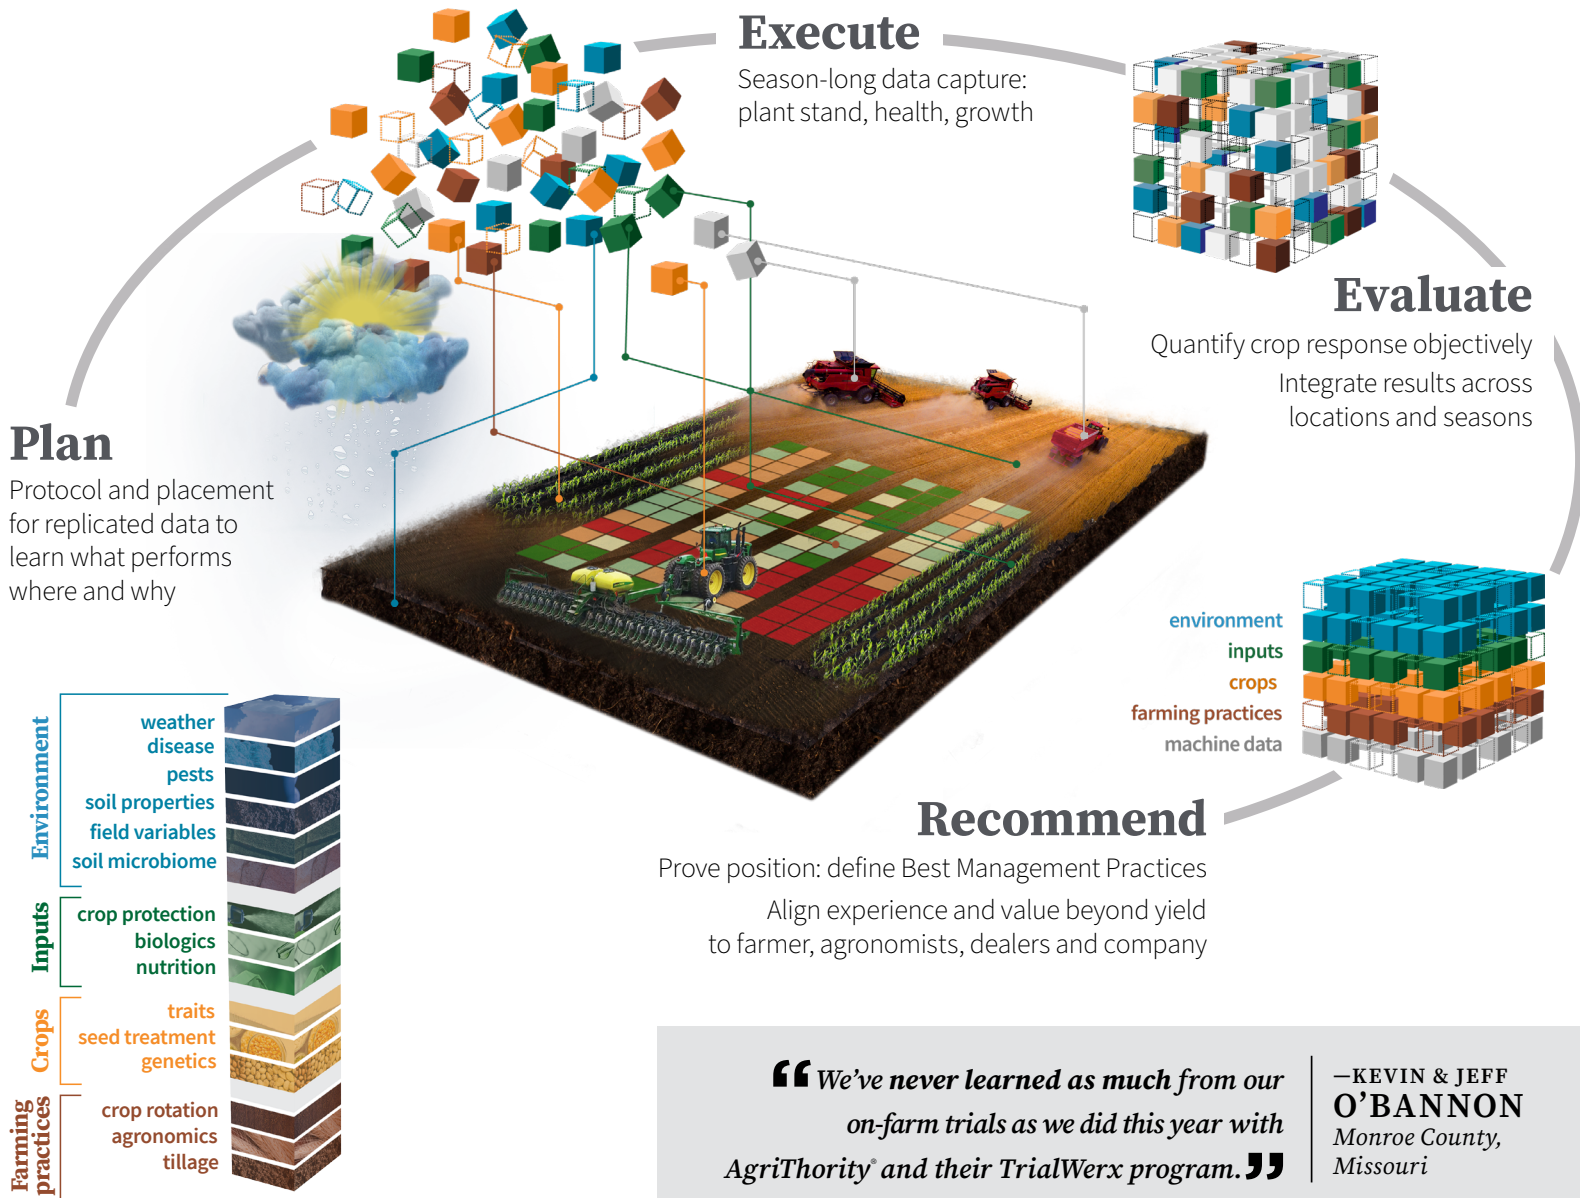 Execute
Season-long data capture:
plant stand, health, growth
Evaluate
Quantify crop response objectively
Integrate results across
locations and seasons
Plan
Protocol and placement
for replicated data to
learn what performs
where and why
environment
inputs
crops
farming practices
machine data
Recommend
Prove position: define Best Management Practices
Align experience and value beyond yield
to farmer, agronomists, dealers and company
Environment
weather
disease
pests
soil properties
field variables
soil microbiome
Inputs
crop protection
biologics
nutrition
Crops
traits
seed treatment
genetics
Farming
practices
crop rotation
agronomics
tillage
“We’ve never learned as much from our
on-farm trials as we did this year with
AgriThority® and their TrialWerx program.”
—KEVIN & JEFF
O’BANNON
Monroe County,
Missouri